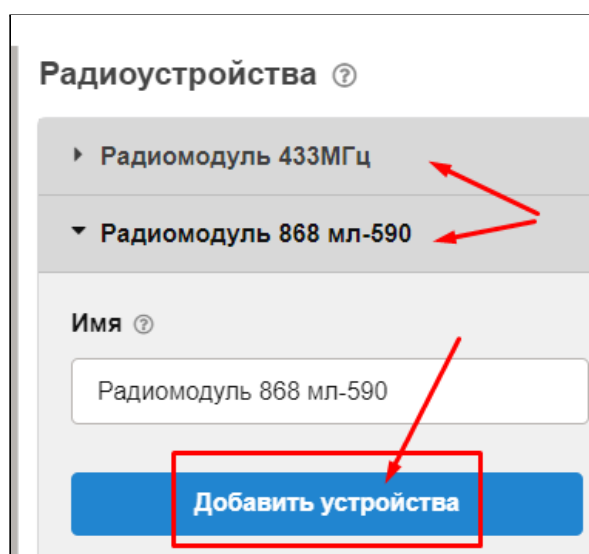 Радиоустройства ?
Радиомодуль 433МГц
Радиомодуль 868 мл-590
Имя ?
Радиомодуль 868 мл-590
Добавить устройства